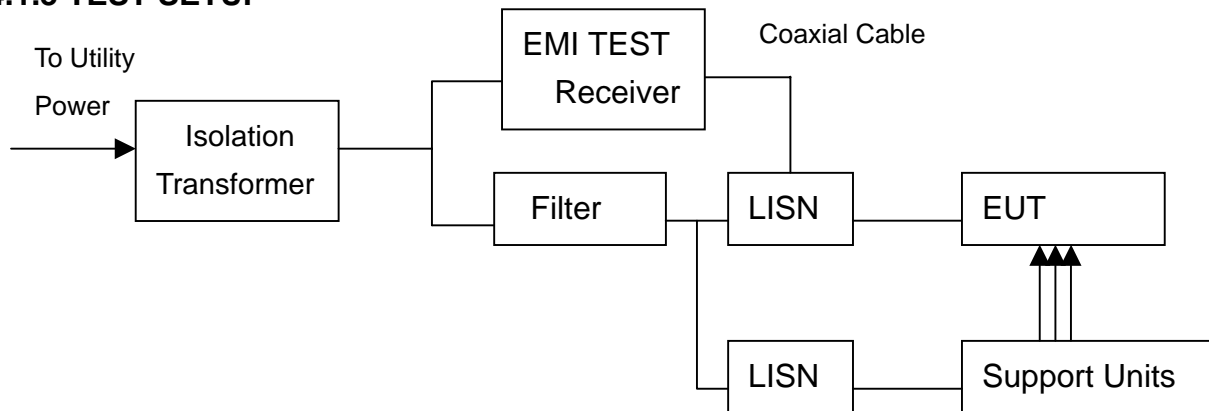 To Utility
Power
Isolation
Transformer
EMI TEST
Receiver
Coaxial Cable
Filter
LISN
EUT
LISN
Support Units